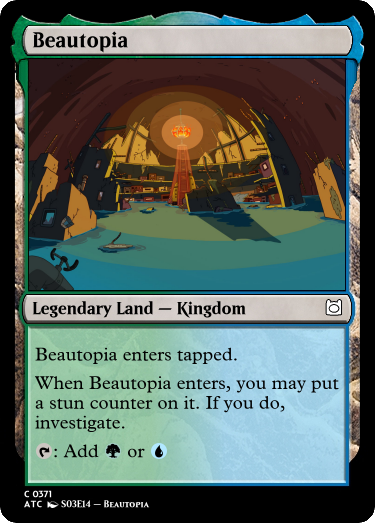 Beautopia
Legendary Land — Kingdom
Beautopia enters tapped.
When Beautopia enters, you may put
a stun counter on it. If you do,
investigate.
: Add or
C 0371
ATC S03E14 — Beautopia